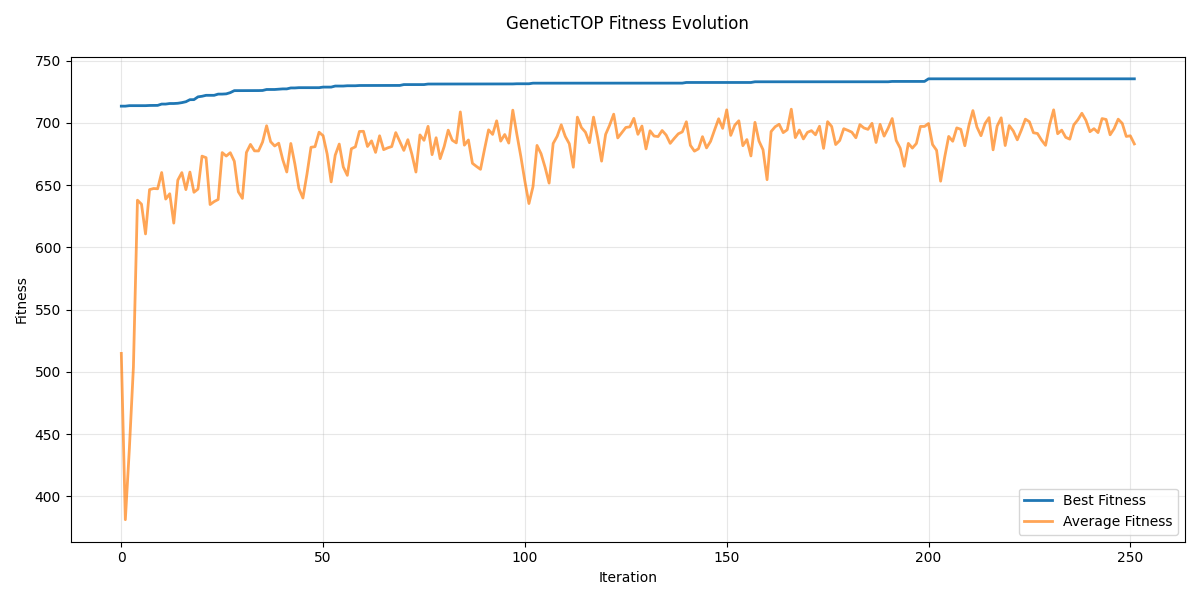 GeneticTOP Fitness Evolution
750
700
650
600
550
500
450
400
Fitness
0 50 100 150 200 250
Iteration
Best Fitness
Average Fitness